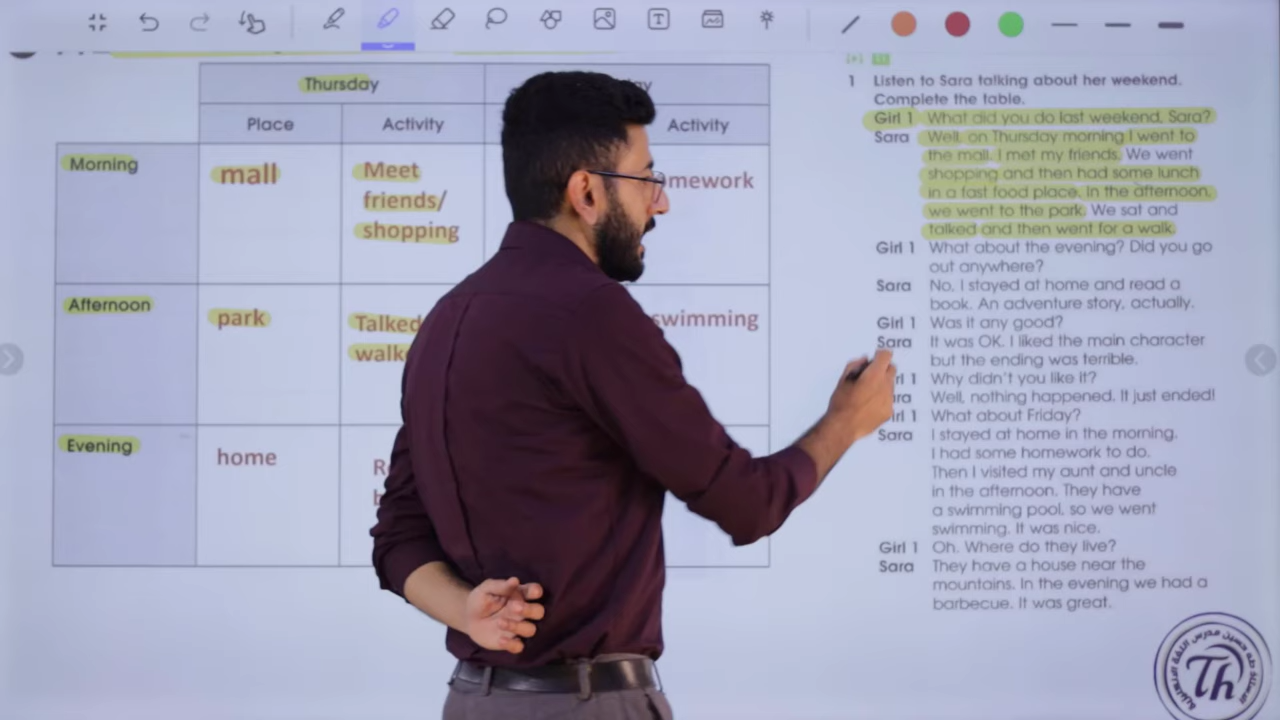 Thursday
Place
Activity
Activity
Morning
mall
Meet
friends/
shopping
Afternoon
park
Talked
swimming
Evening
home
1 Listen to Sara talking about her weekend.
Complete the table.
Girl 1 What did you do last weekend, Sara?
Sara Well, on Thursday morning I went to
the mall. I met my friends. We went
shopping and then had some lunch
in a fast food place. In the afternoon,
we went to the park. We sat and
talked and then went for a walk.
Girl 1 What about the evening? Did you go
out anywhere?
Sara No, I stayed at home and read a
book. An adventure story, actually.
Girl 1 Was it any good?
Sara It was OK. I liked the main character
but the ending was terrible.
Why didn't you like it?
Well, nothing happened. It just ended!
What about Friday?
Sara I stayed at home in the morning.
I had some homework to do.
Then I visited my aunt and uncle
in the afternoon. They have
a swimming pool, so we went
swimming. It was nice.
Girl 1 Oh. Where do they live?
Sara They have a house near the
mountains. In the evening we had a
barbecue. It was great.
Th